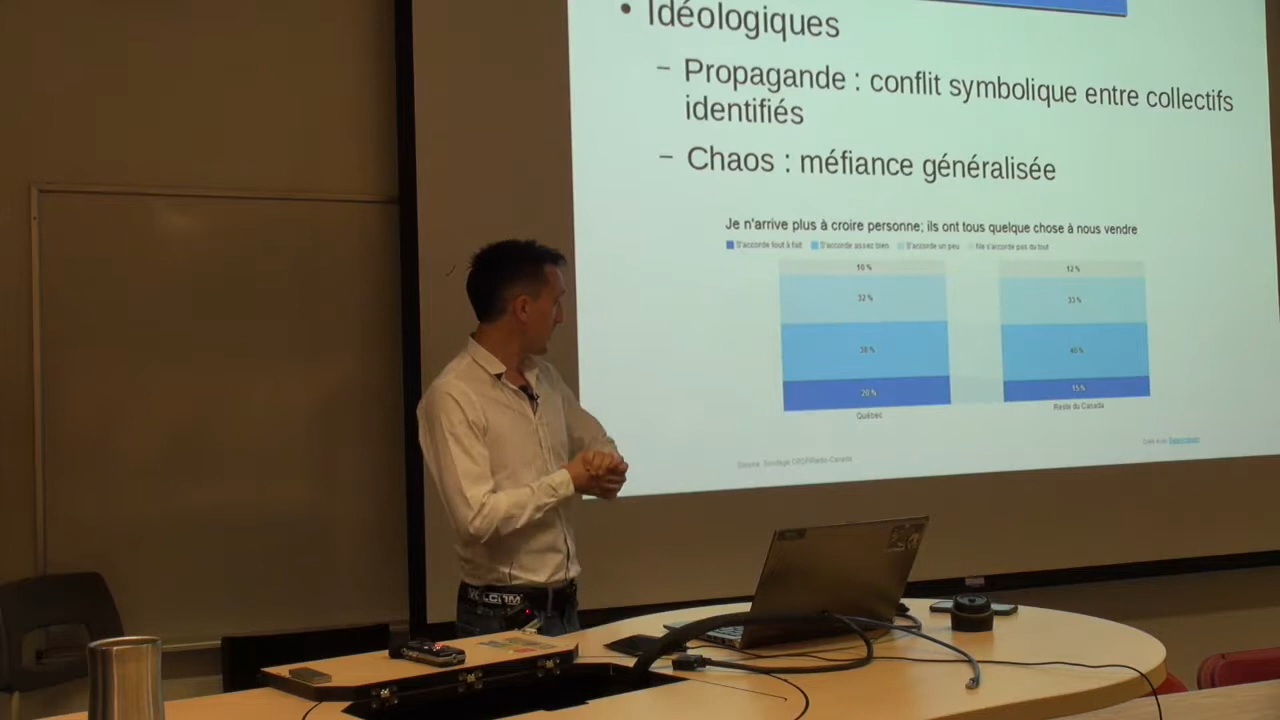 • Idéologiques
– Propagande : conflit symbolique entre collectifs
identifiés
– Chaos : méfiance généralisée
Je n'arrive plus à croire personne; ils ont tous quelque chose à nous vendre
S'accorde tout à fait S'accorde assez bien S'accorde un peu Ne s'accorde pas du tout
10 % 12 %
32 % 33 %
38 % 40 %
20 % 15 %
Québec Reste du Canada